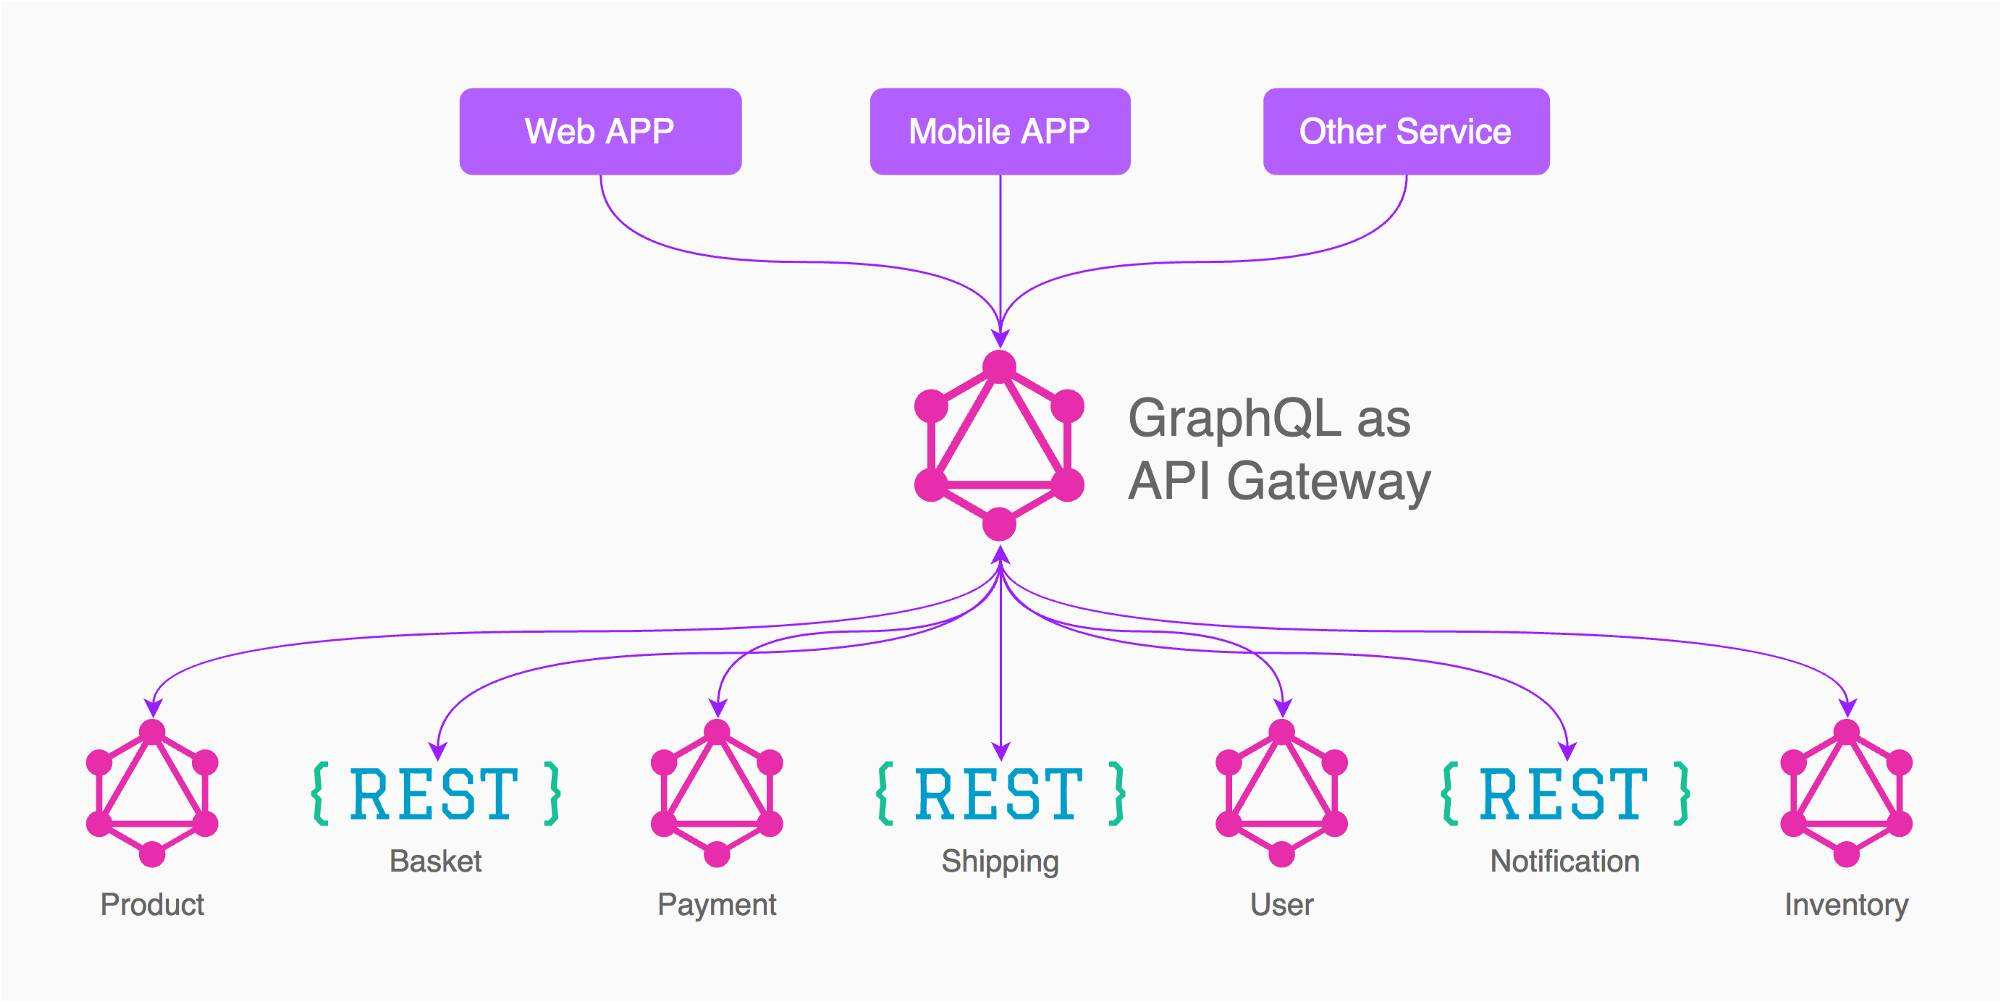 Web APP
Mobile APP
Other Service
GraphQL as
API Gateway
{ REST }
{ REST }
{ REST }
Basket
Shipping
Notification
Product
Payment
User
Inventory